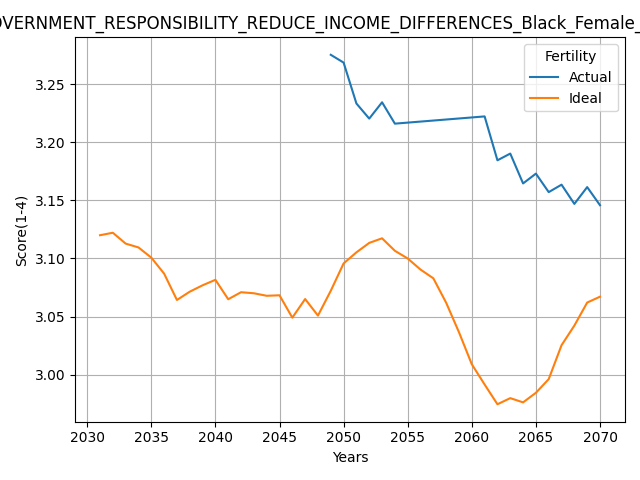 OVERNMENT_RESPONSIBILITY_REDUCE_INCOME_DIFFERENCES_Black_Female_
Fertility
Actual
Ideal
3.25
3.20
3.15
3.10
3.05
3.00
Score(1-4)
2030 2035 2040 2045 2050 2055 2060 2065 2070
Years